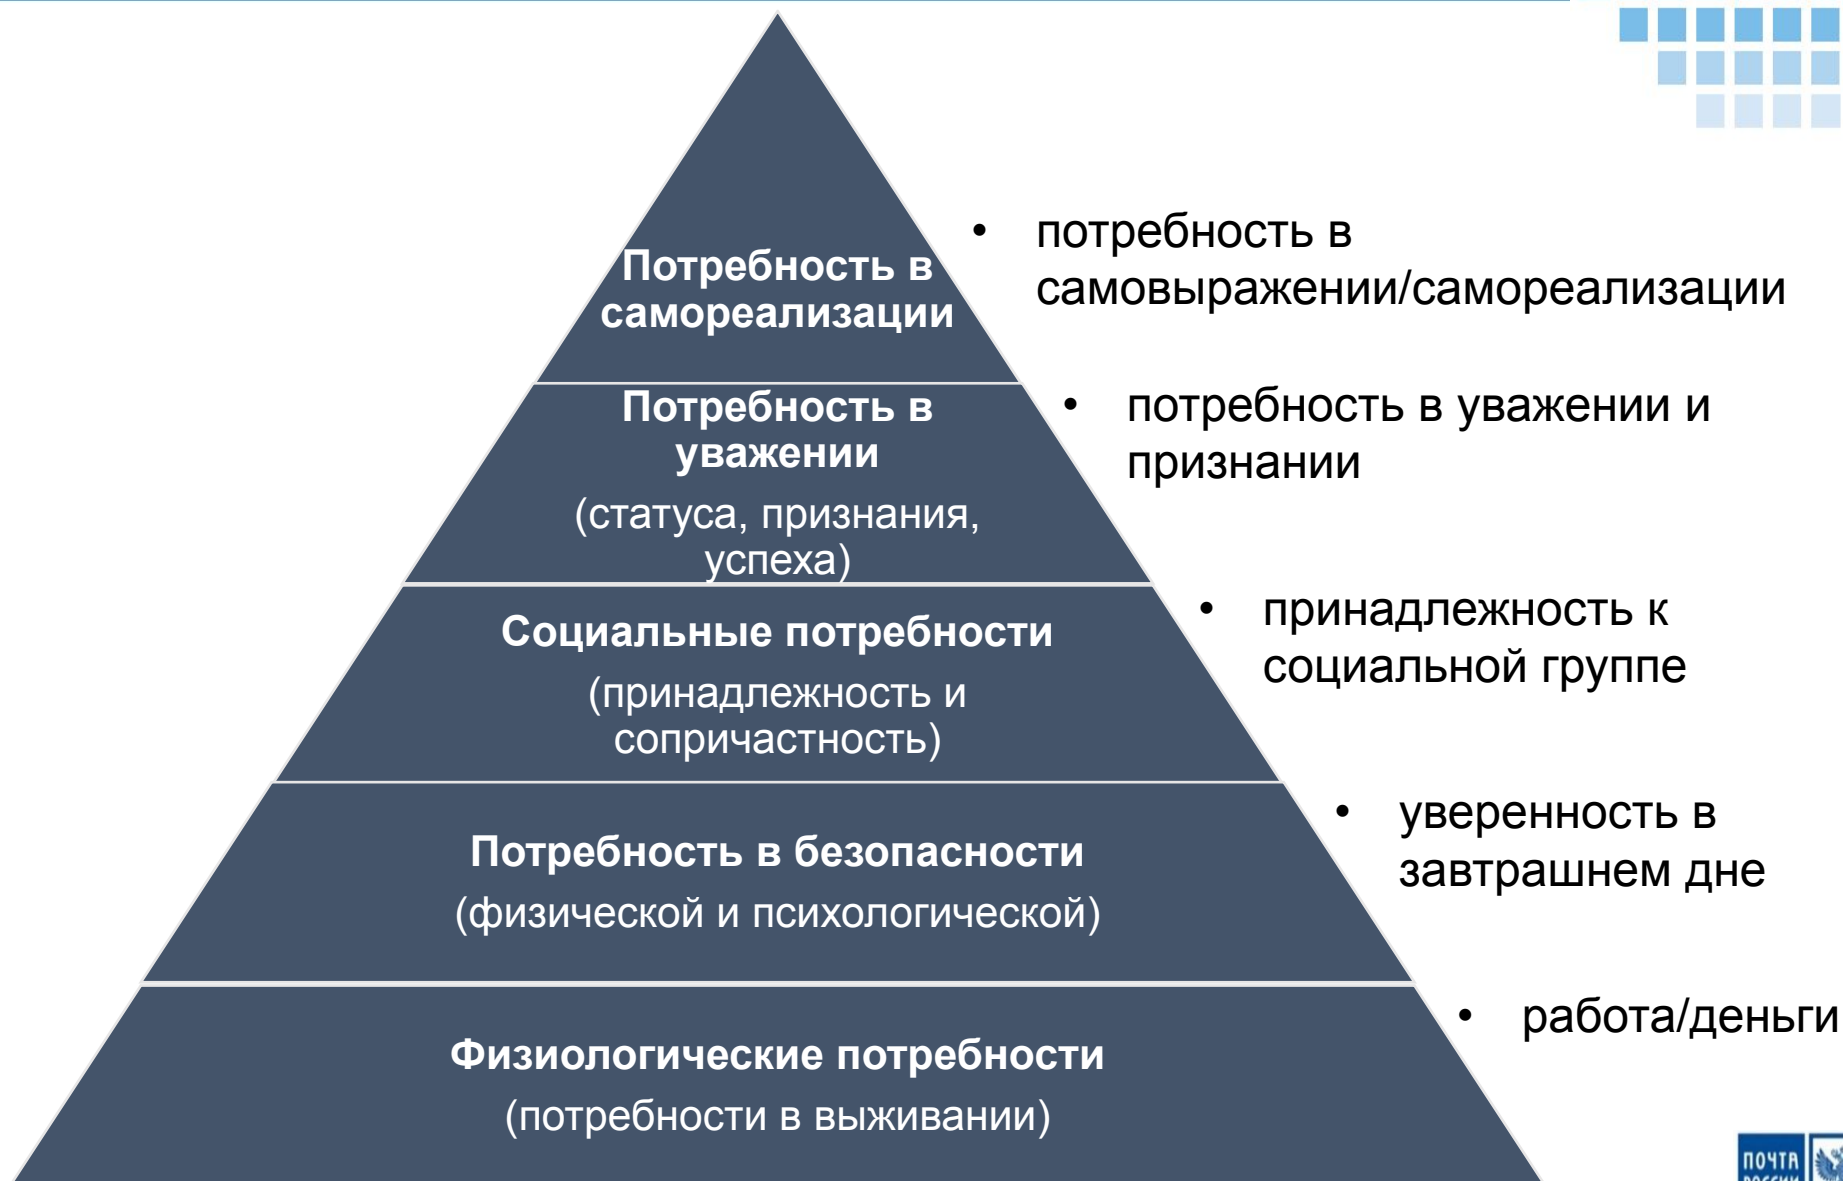 Потребность в
самореализации
• потребность в
самовыражении/самореализации
Потребность в
уважении
(статуса, признания,
успеха)
• потребность в уважении и
признании
Социальные потребности
(принадлежность и
сопричастность)
• принадлежность к
социальной группе
Потребность в безопасности
(физической и психологической)
• уверенность в
завтрашнем дне
Физиологические потребности
(потребности в выживании)
• работа/деньги
ПОЧТА
РОССИИ